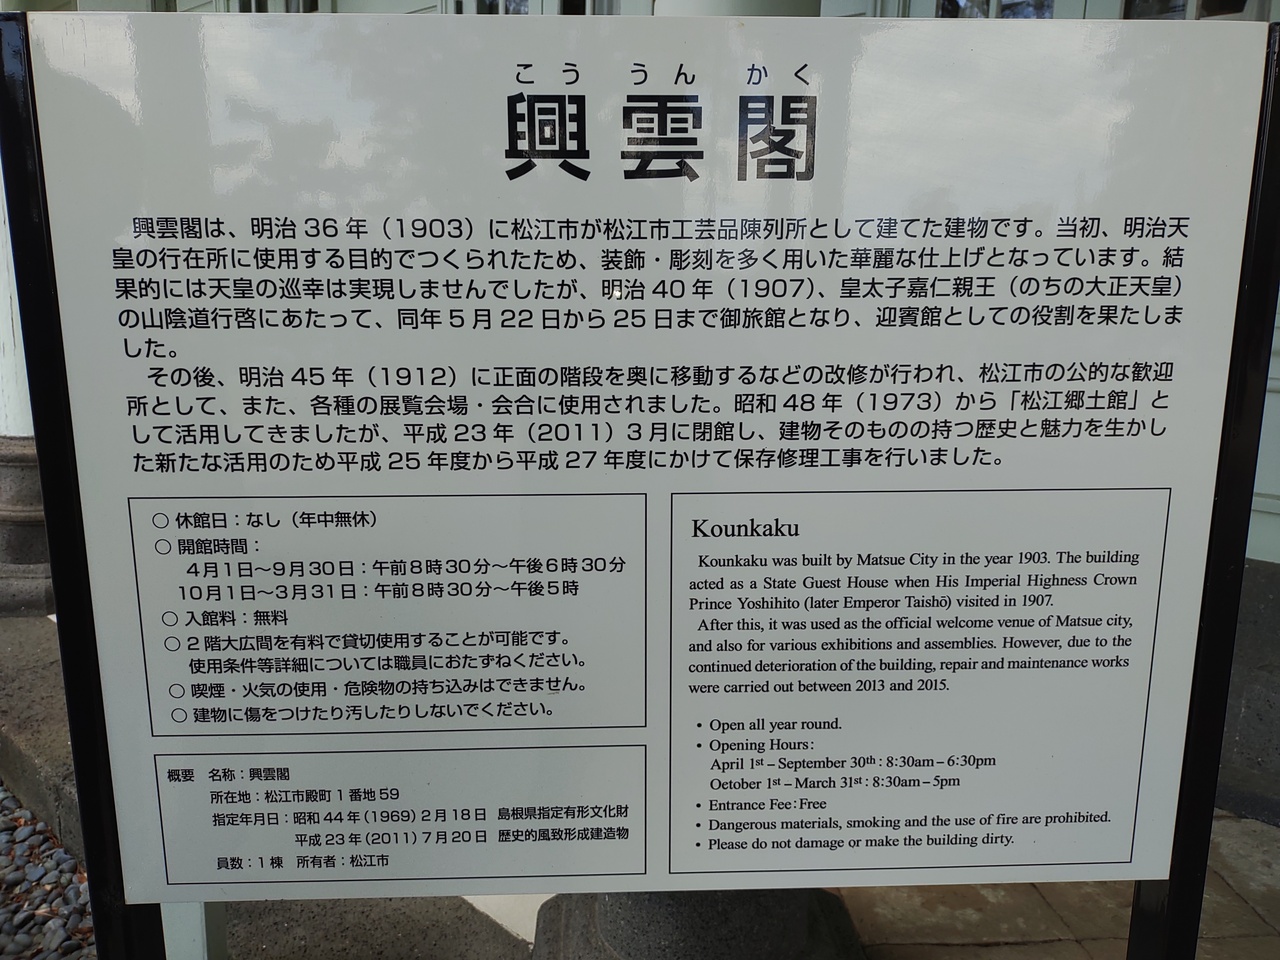 こううんかく
興雲閣
興雲閣は、明治36年（1903）に松江市が松江市工芸品陳列所として建てた建物です。当初、明治天
皇の行在所に使用する目的でつくられたため、装飾・彫刻を多く用いた華麗な仕上げとなっています。結
果的には天皇の巡幸は実現しませんでしたが、明治40年（1907）、皇太子嘉仁親王（のちの大正天皇）
の山陰道行啓にあたって、同年5月22日から25日まで御旅館となり、迎賓館としての役割を果たしま
した。
その後、明治45年（1912）に正面の階段を奥に移動するなどの改修が行われ、松江市の公的な歓迎
所として、また、各種の展覧会場・会合に使用されました。昭和48年（1973）から「松江郷土館」と
して活用してきましたが、平成23年（2011）3月に閉館し、建物そのものの持つ歴史と魅力を生かし
た新たな活用のため平成25年度から平成27年度にかけて保存修理工事を行いました。
○ 休館日：なし（年中無休）
○ 開館時間：
4月1日～9月30日：午前8時30分～午後6時30分
10月1日～3月31日：午前8時30分～午後5時
○ 入館料：無料
○ 2階大広間を有料で貸切使用することが可能です。
使用条件等詳細については職員におたずねください。
○ 喫煙・火気の使用・危険物の持ち込みはできません。
○ 建物に傷をつけたり汚したりしないでください。
概要 名称：興雲閣
所在地：松江市殿町1番地59
指定年月日：昭和44年(1969)2月18日 島根県指定有形文化財
平成23年(2011)7月20日 歴史的風致形成建造物
員数：1棟 所有者：松江市
Kounkaku
Kounkaku was built by Matsue City in the year 1903. The building
acted as a State Guest House when His Imperial Highness Crown
Prince Yoshihito (later Emperor Taishō) visited in 1907.
After this, it was used as the official welcome venue of Matsue city,
and also for various exhibitions and assemblies. However, due to the
continued deterioration of the building, repair and maintenance works
were carried out between 2013 and 2015.
• Open all year round.
• Opening Hours:
April 1st – September 30th : 8:30am – 6:30pm
Oetober 1st – March 31st : 8:30am – 5pm
• Entrance Fee: Free
• Dangerous materials, smoking and the use of fire are prohibited.
• Please do not damage or make the building dirty.